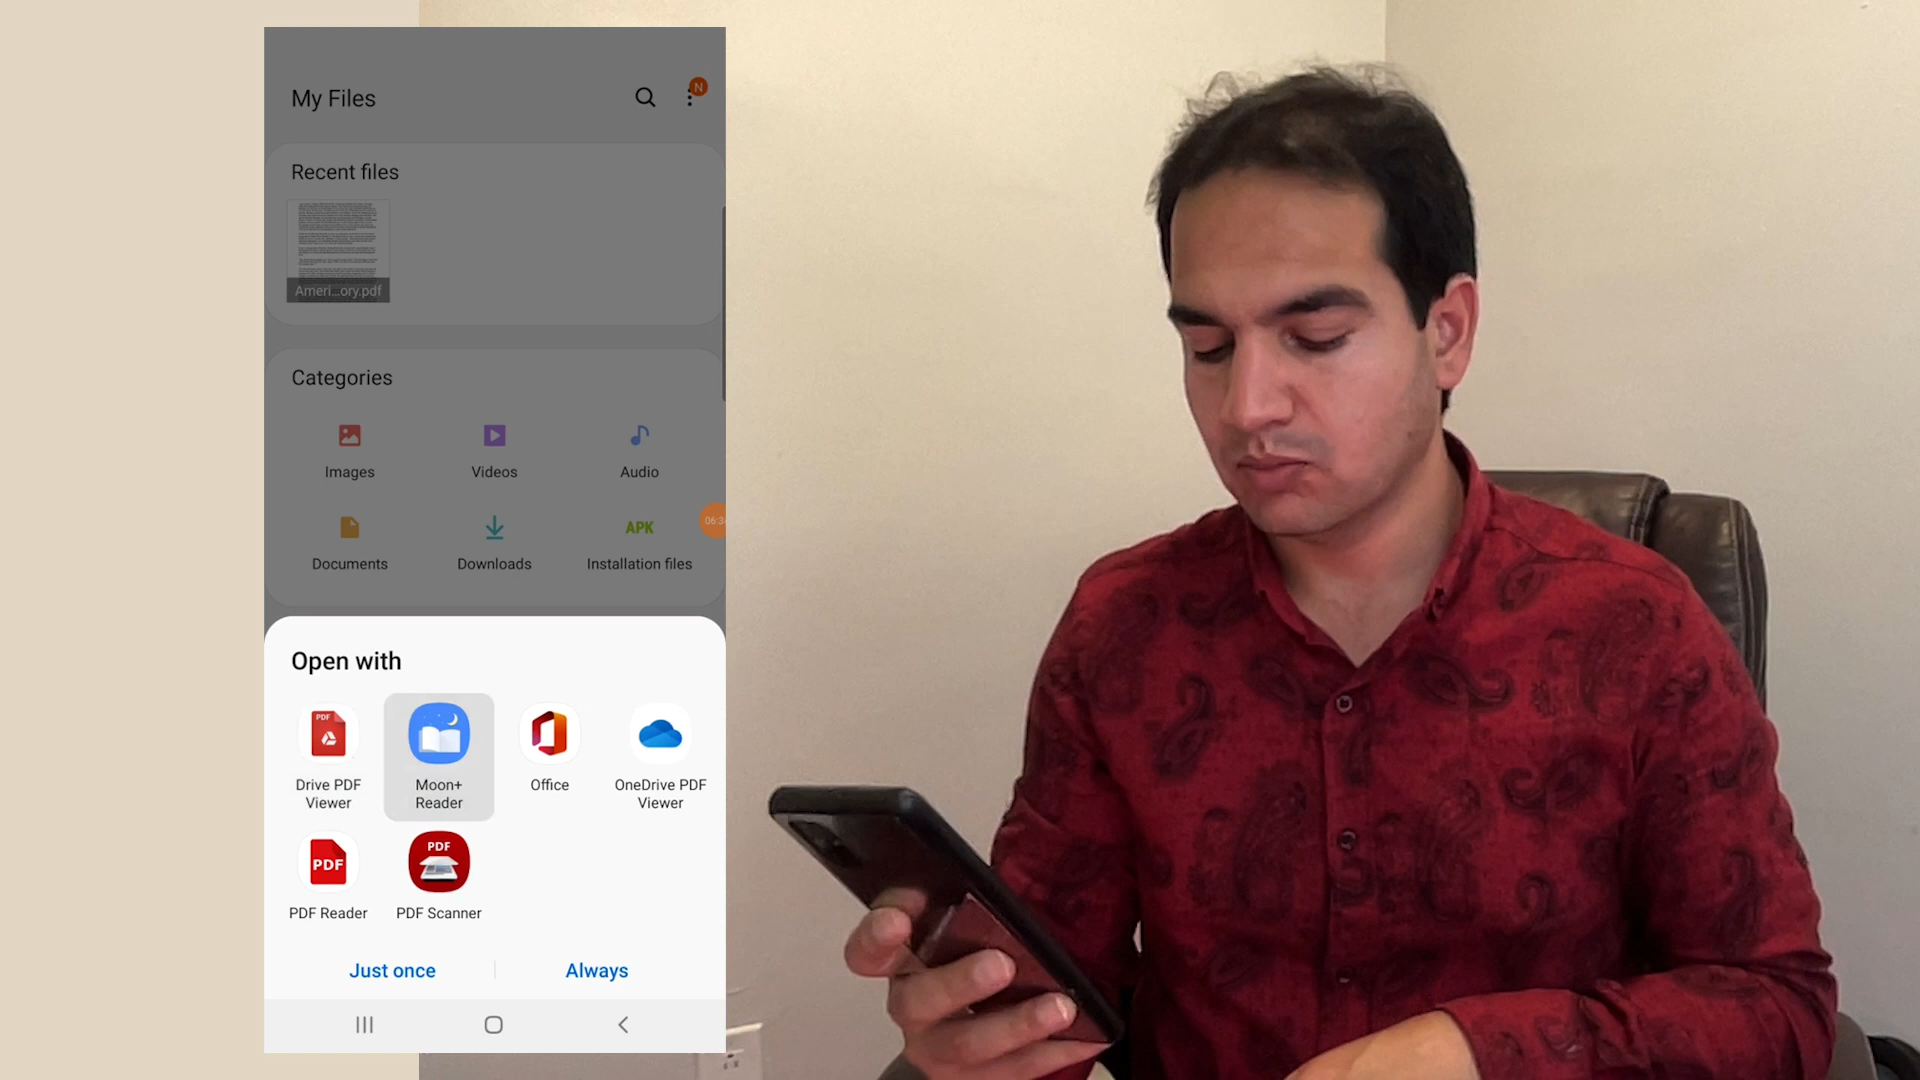 My Files
N
Recent files
Ameri...ory.pdf
Categories
Images Videos Audio
APK
Documents Downloads Installation files
Open with
PDF
Drive PDF Viewer
Moon+ Reader
Office
OneDrive PDF Viewer
PDF
PDF
PDF Reader
PDF Scanner
Just once Always